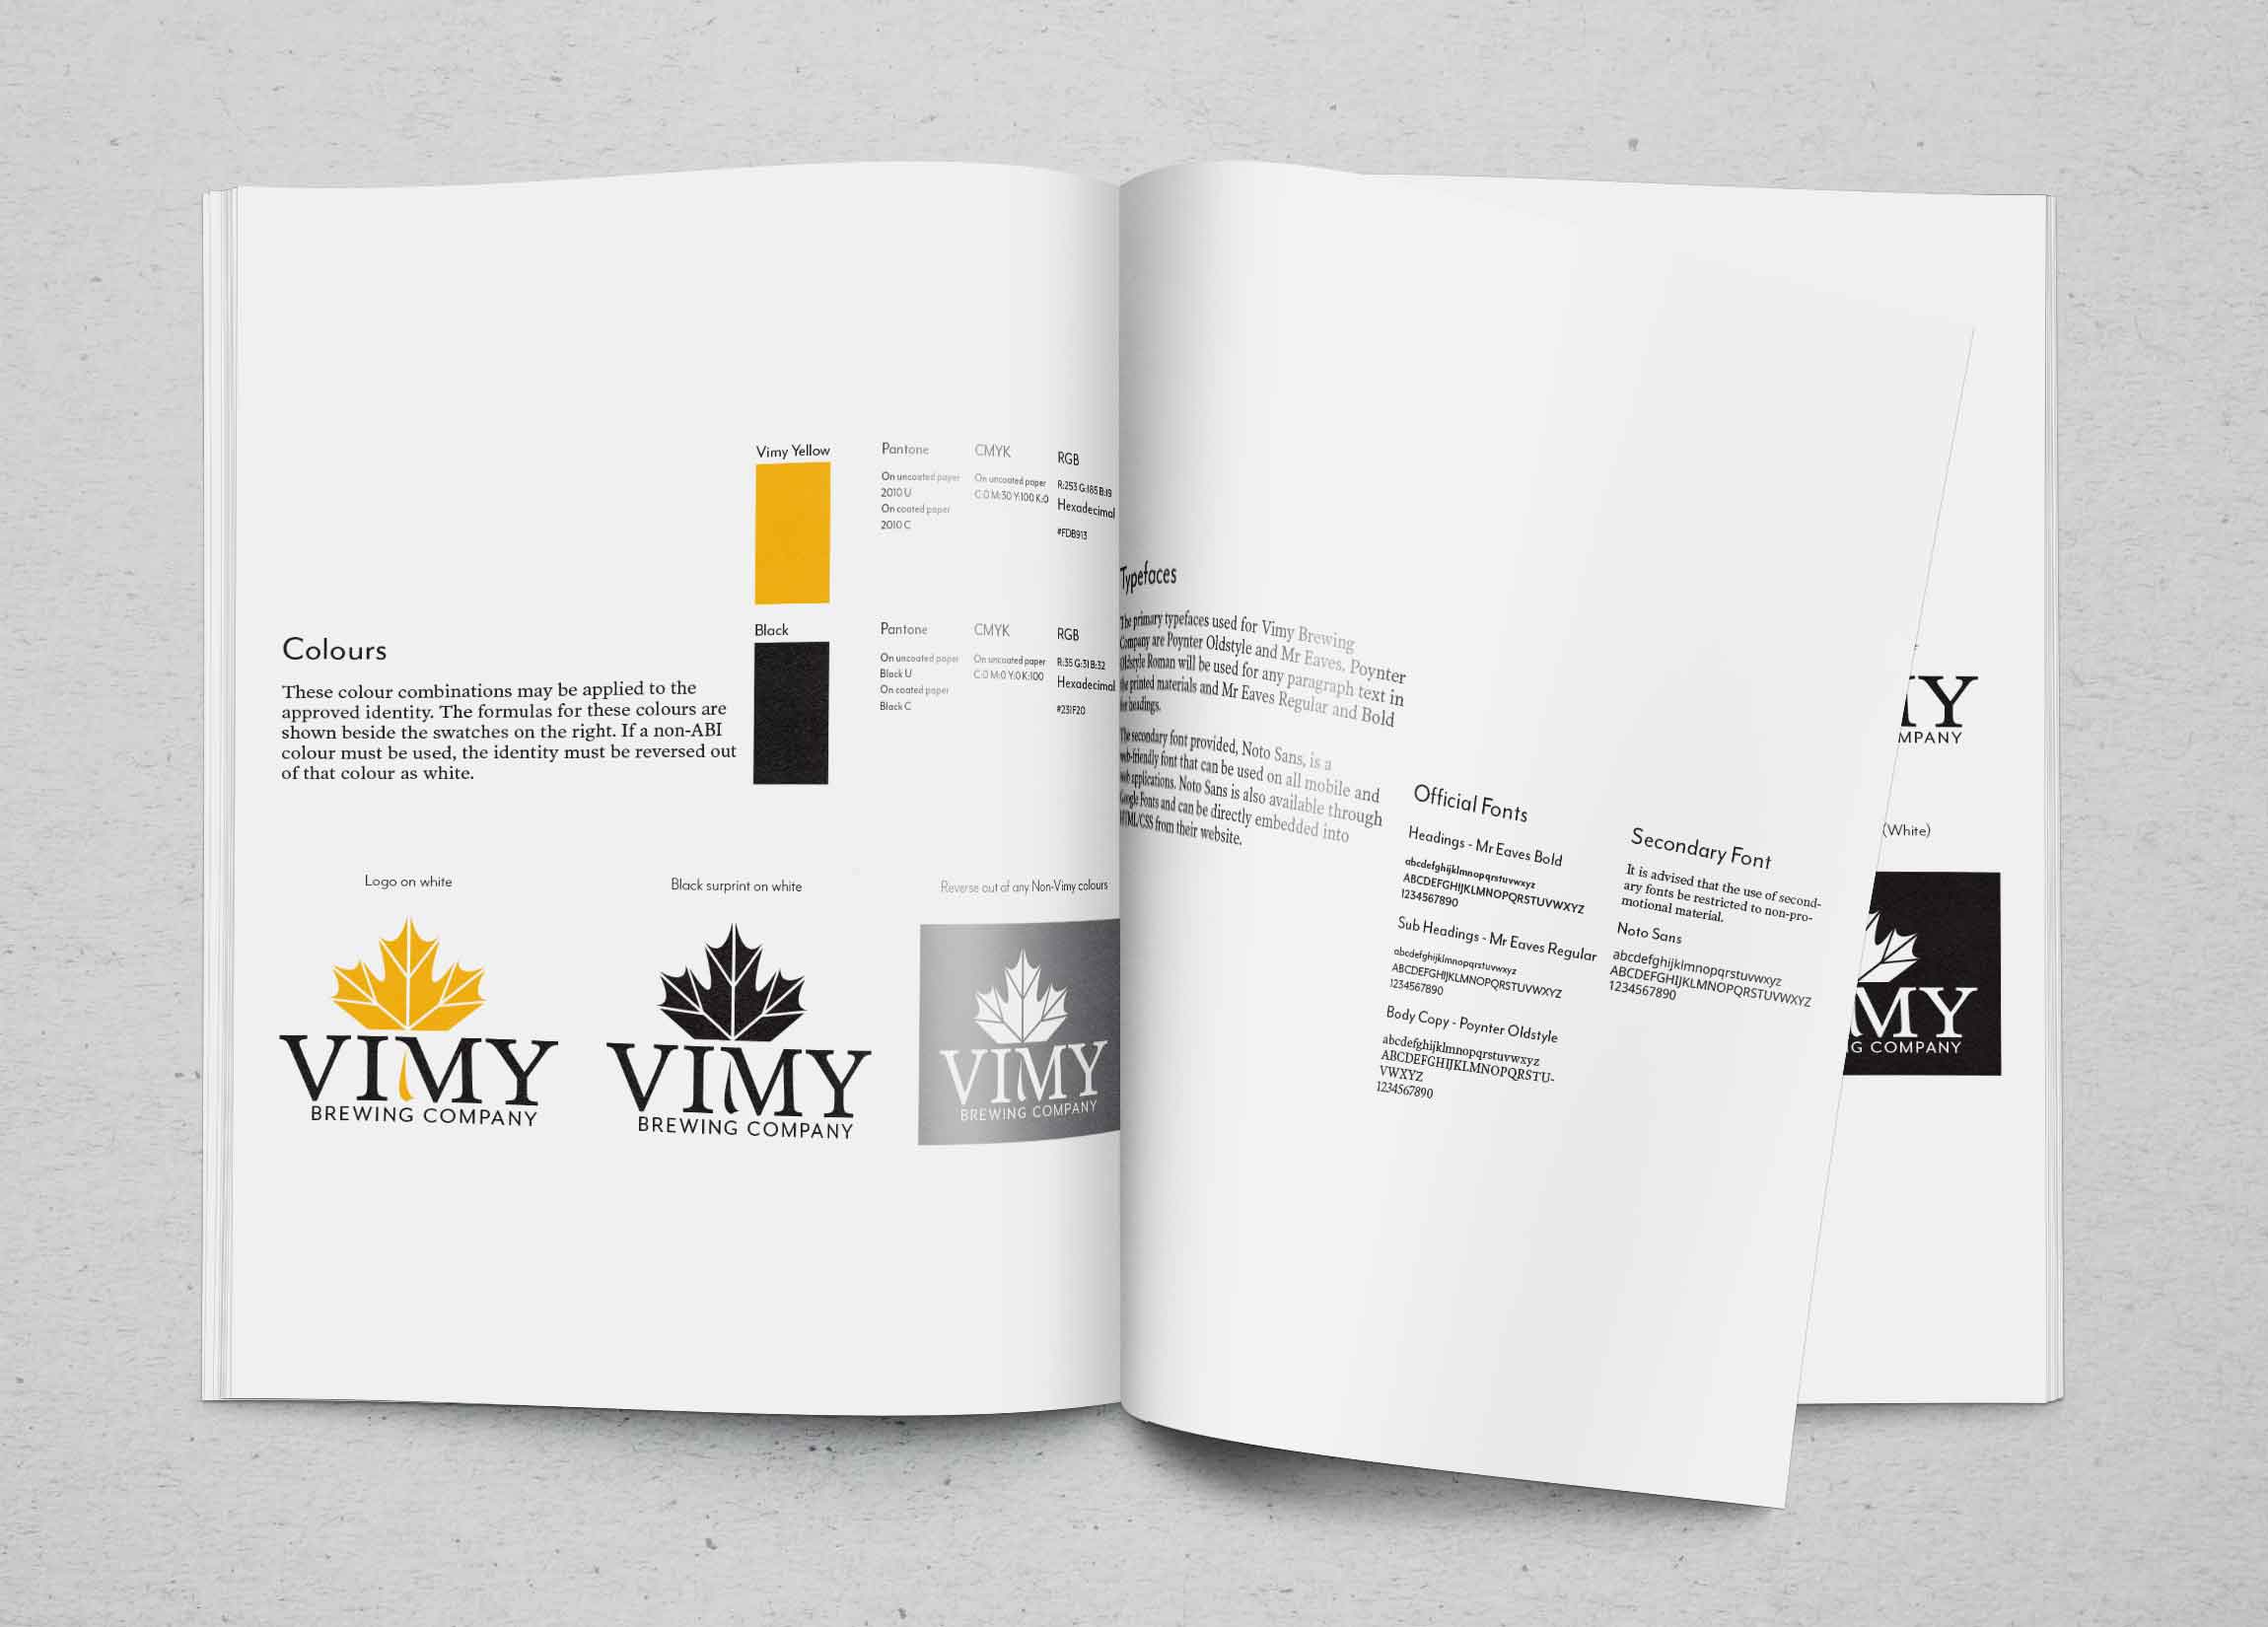 Colours
These colour combinations may be applied to the
approved identity. The formulas for these colours are
shown beside the swatches on the right. If a non-ABI
colour must be used, the identity must be reversed out
of that colour as white.
Vimy Yellow
Pantone
On uncoated paper
2010 U
On coated paper
2010 C
CMYK
On uncoated paper
C:0 M:30 Y:100 K:0
RGB
R:253 G:185 B:19
Hexadecimal
#FDB913
Black
Pantone
On uncoated paper
Black U
On coated paper
Black C
CMYK
On uncoated paper
C:0 M:0 Y:0 K:100
RGB
R:35 G:31 B:32
Hexadecimal
#231F20
Logo on white
VIMY
BREWING COMPANY
Black surprint on white
VIMY
BREWING COMPANY
Reverse out of any Non-Vimy colours
VIMY
BREWING COMPANY
Typefaces
The primary typefaces used for Vimy Brewing
Company are Poynter Oldstyle and Mr Eaves. Poynter
Oldstyle Roman will be used for any paragraph text in
the printed materials and Mr Eaves Regular and Bold
for headings.
The secondary font provided, Noto Sans, is a
web-friendly font that can be used on all mobile and
web applications. Noto Sans is also available through
Google Fonts and can be directly embedded into
HTML/CSS from their website.
Official Fonts
Headings - Mr Eaves Bold
abcdefghijklmnopqrstuvwxyz
ABCDEFGHIJKLMNOPQRSTUVWXYZ
1234567890
Sub Headings - Mr Eaves Regular
abcdefghijklmnopqrstuvwxyz
ABCDEFGHIJKLMNOPQRSTUVWXYZ
1234567890
Body Copy - Poynter Oldstyle
abcdefghijklmnopqrstuvwxyz
ABCDEFGHIJKLMNOPQRSTU-
VWXYZ
1234567890
Secondary Font
It is advised that the use of second-
ary fonts be restricted to non-pro-
motional material.
Noto Sans
abcdefghijklmnopqrstuvwxyz
ABCDEFGHIJKLMNOPQRSTUVWXYZ
1234567890
IY
MPANY
(White)
MY
G COMPANY